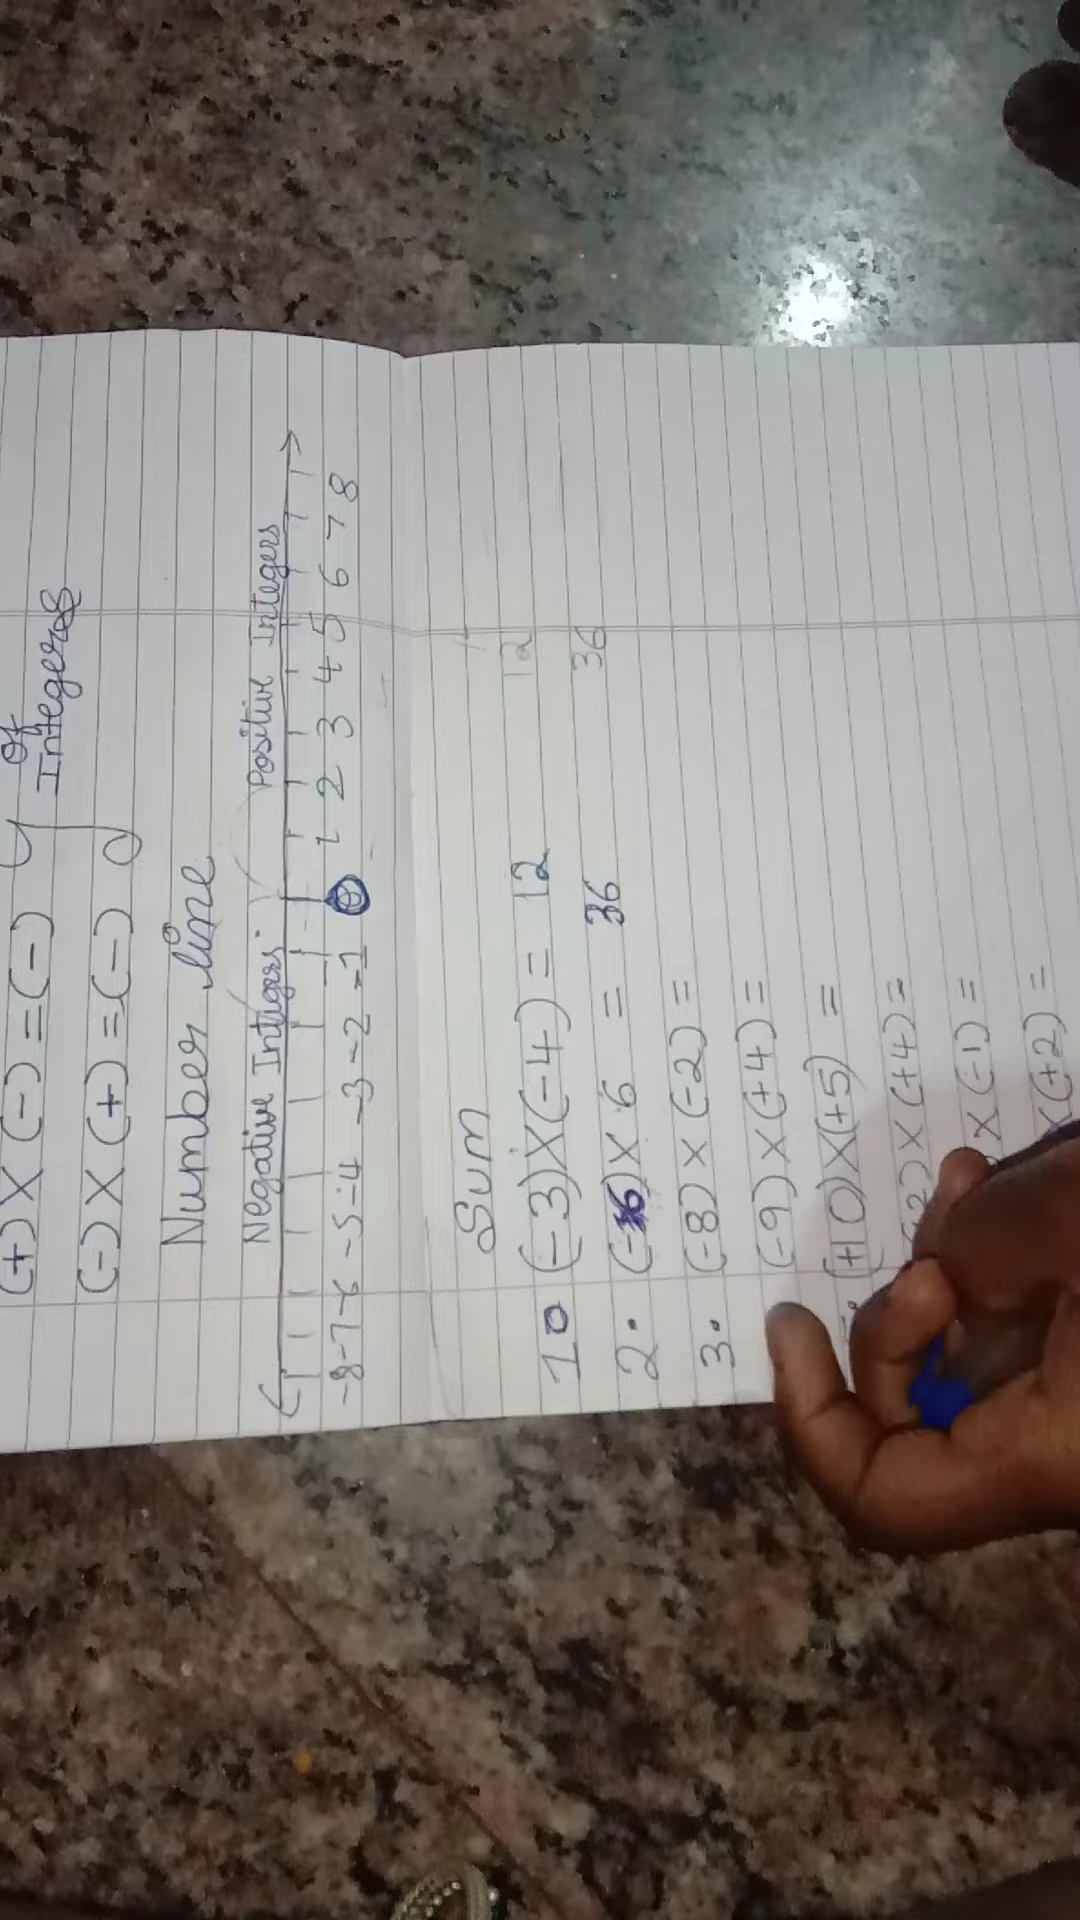 (+) X (-) = (-) of
(-) X (+) = (-) Integers
Number line
Negative Integers Positive Integers
-8 -7 -6 -5 -4 -3 -2 -1 0 1 2 3 4 5 6 7 8
Sum
10 (-3) X (-4) = 12 12
2. (-6) X 6 = 36 36
3. (-8) X (-2) =
(-9) X (+4) =
(+10) X (+5) =
2) X (+4) =
X (-1) =
X (+2) =